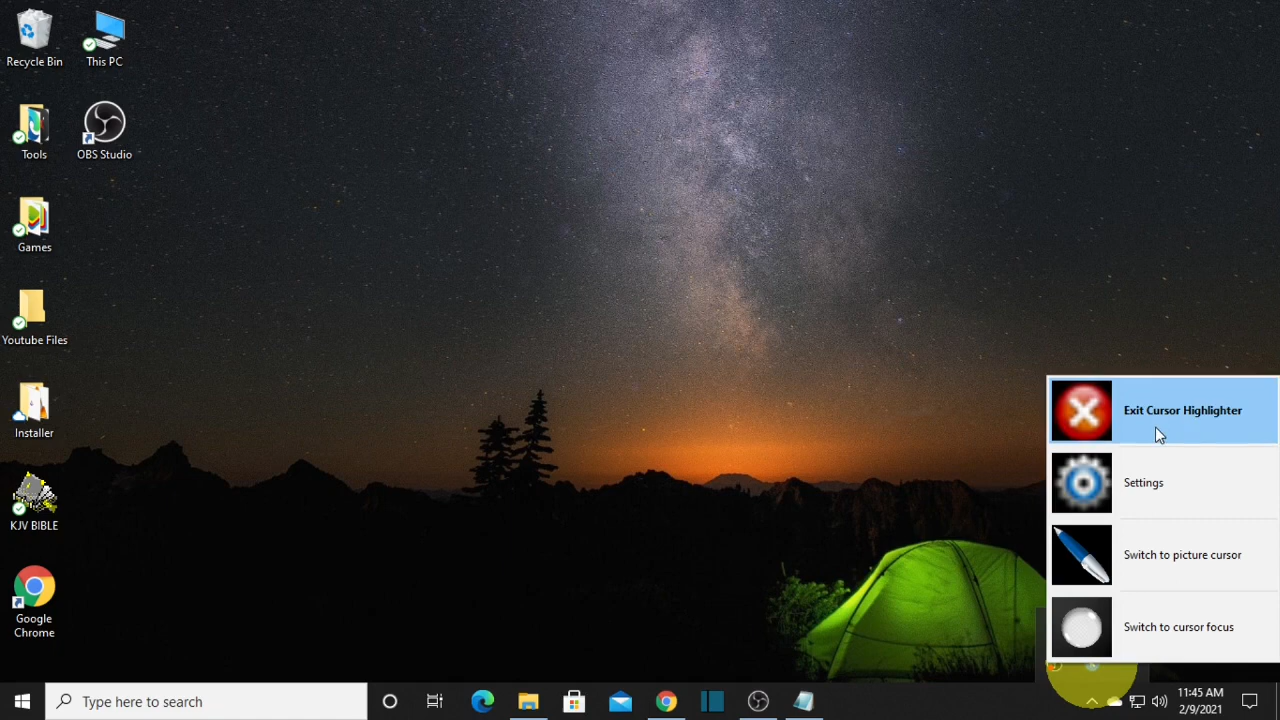 Recycle Bin
This PC
Tools
OBS Studio
Games
Youtube Files
Installer
KJV BIBLE
Google
Chrome
Exit Cursor Highlighter
Settings
Switch to picture cursor
Switch to cursor focus
Type here to search
11:45 AM
2/9/2021